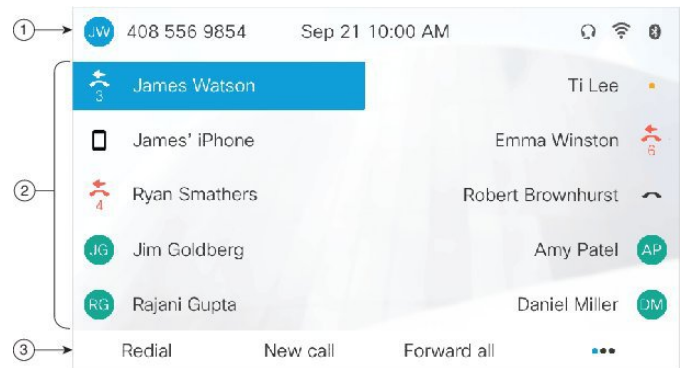 1 JW 408 556 9854 Sep 21 10:00 AM
3 James Watson Ti Lee
James' iPhone Emma Winston 6
2
4 Ryan Smathers Robert Brownhurst
JG Jim Goldberg Amy Patel AP
RG Rajani Gupta Daniel Miller DM
3 Redial New call Forward all